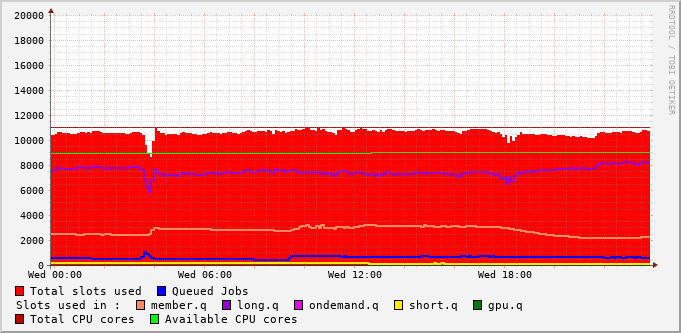 RRDTOOL / TOBI OETIKER
20000
18000
16000
14000
12000
10000
8000
6000
4000
2000
0
Wed 00:00 Wed 06:00 Wed 12:00 Wed 18:00
Total slots used Queued Jobs
Slots used in : member.q long.q ondemand.q short.q gpu.q
Total CPU cores Available CPU cores